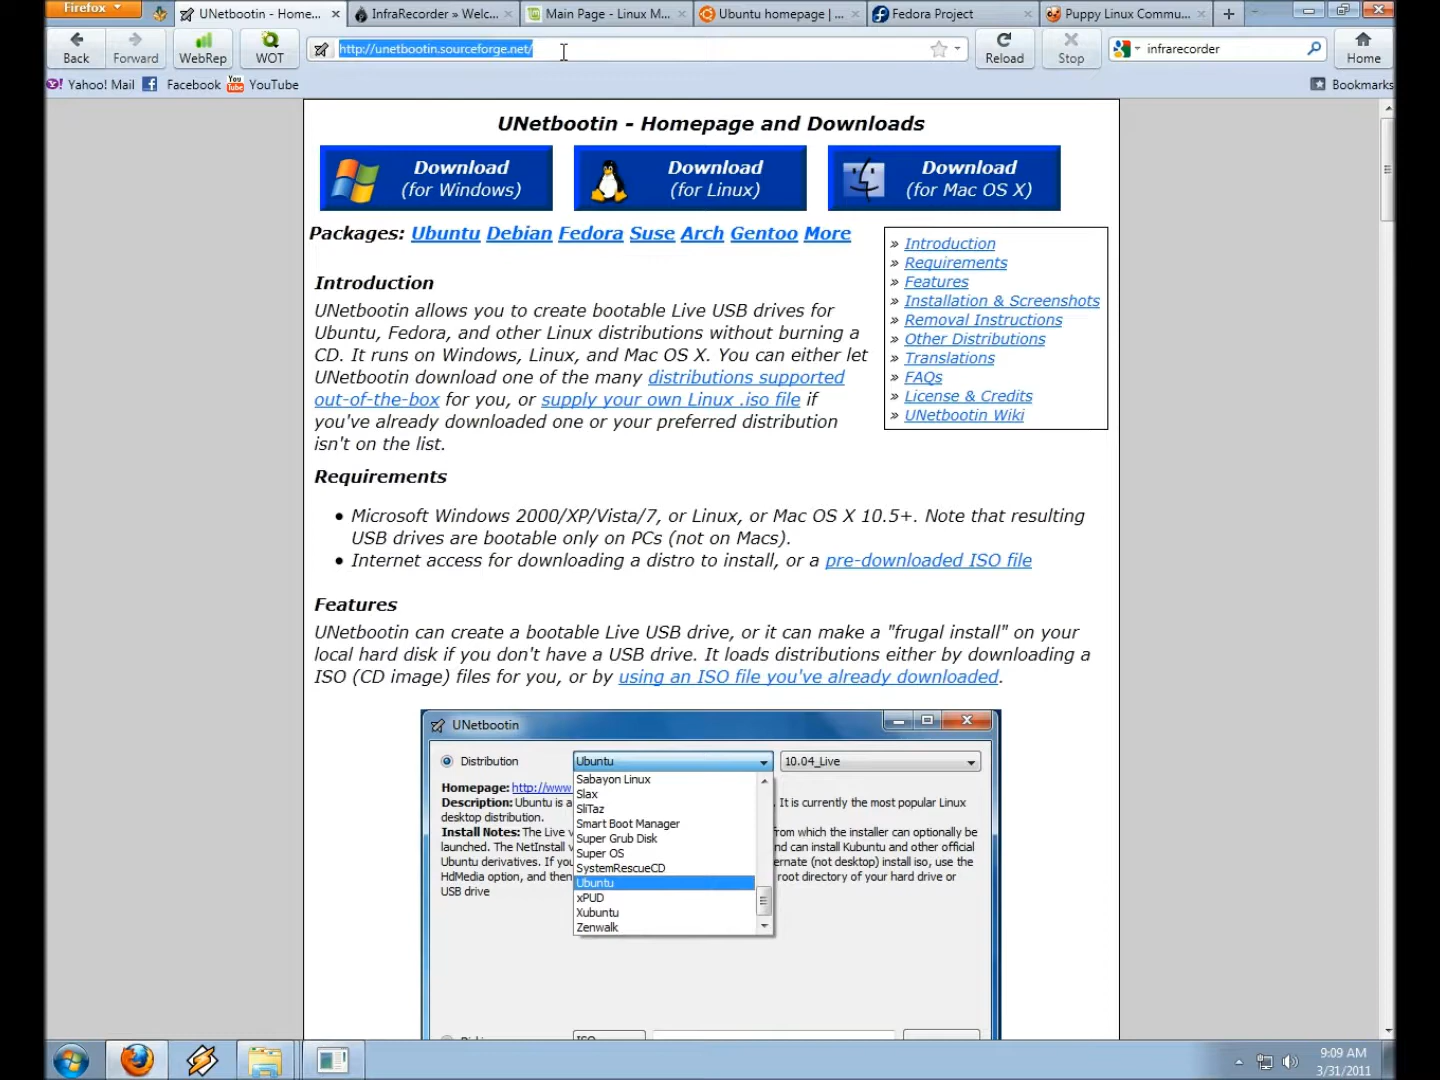 Firefox
UNetbootin - Home...
InfraRecorder » Welc...
Main Page - Linux M...
Ubuntu homepage | ...
Fedora Project
Puppy Linux Commu...
Back
Forward
WebRep
WOT
http://unetbootin.sourceforge.net/
Reload
Stop
infrarecorder
Home
Yahoo! Mail
Facebook
YouTube
Bookmarks
UNetbootin - Homepage and Downloads
Download
(for Windows)
Download
(for Linux)
Download
(for Mac OS X)
Packages: Ubuntu Debian Fedora Suse Arch Gentoo More
» Introduction
» Requirements
» Features
» Installation & Screenshots
» Removal Instructions
» Other Distributions
» Translations
» FAQs
» License & Credits
» UNetbootin Wiki
Introduction
UNetbootin allows you to create bootable Live USB drives for
Ubuntu, Fedora, and other Linux distributions without burning a
CD. It runs on Windows, Linux, and Mac OS X. You can either let
UNetbootin download one of the many distributions supported
out-of-the-box for you, or supply your own Linux .iso file if
you've already downloaded one or your preferred distribution
isn't on the list.
Requirements
• Microsoft Windows 2000/XP/Vista/7, or Linux, or Mac OS X 10.5+. Note that resulting
USB drives are bootable only on PCs (not on Macs).
• Internet access for downloading a distro to install, or a pre-downloaded ISO file
Features
UNetbootin can create a bootable Live USB drive, or it can make a "frugal install" on your
local hard disk if you don't have a USB drive. It loads distributions either by downloading a
ISO (CD image) files for you, or by using an ISO file you've already downloaded.
UNetbootin
Distribution
Ubuntu
10.04_Live
Homepage: http://www.
Description: Ubuntu is a
It is currently the most popular Linux
desktop distribution.
Install Notes: The Live v
from which the installer can optionally be
launched. The NetInstall v
nd can install Kubuntu and other official
Ubuntu derivatives. If you
ernate (not desktop) install iso, use the
HdMedia option, and then
root directory of your hard drive or
USB drive
Sabayon Linux
Slax
SliTaz
Smart Boot Manager
Super Grub Disk
Super OS
SystemRescueCD
Ubuntu
xPUD
Xubuntu
Zenwalk
ISO
9:09 AM
3/31/2011